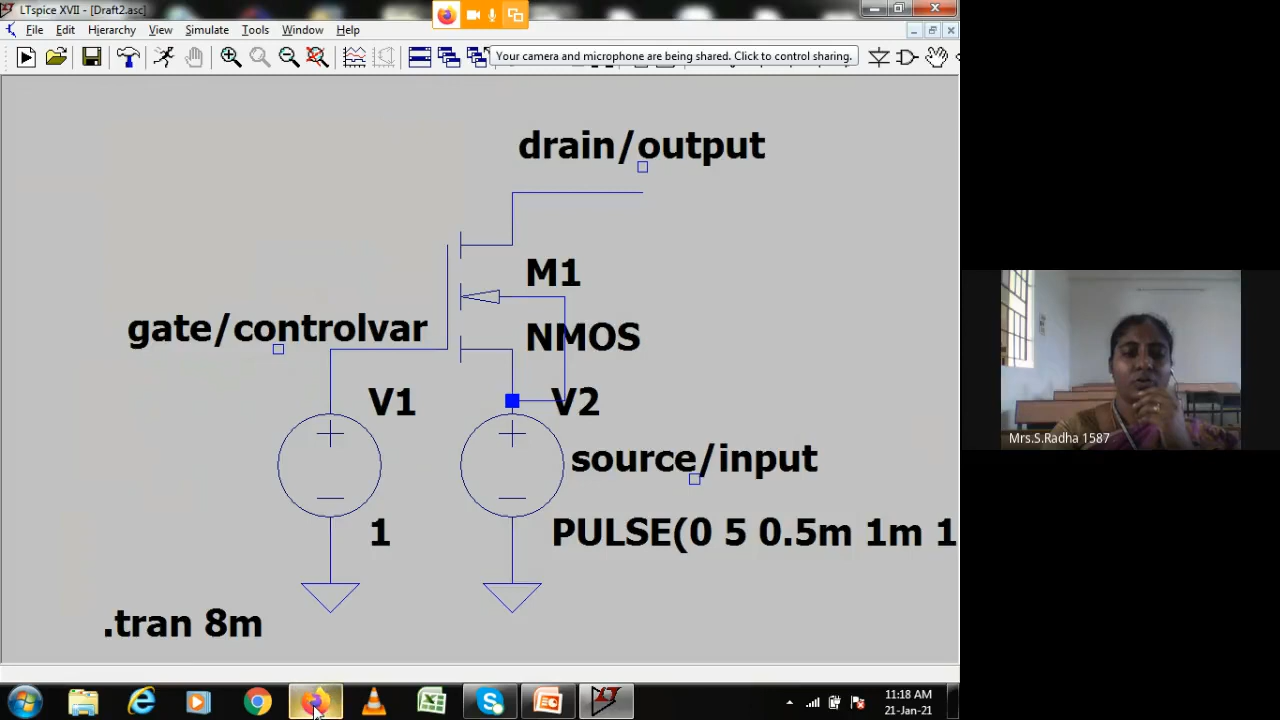 LTspice XVII - [Draft2.asc]
File Edit Hierarchy View Simulate Tools Window Help
Your camera and microphone are being shared. Click to control sharing.
drain/output
M1
gate/controlvar
NMOS
V1
V2
source/input
1
PULSE(0 5 0.5m 1m 1
.tran 8m
Mrs.S.Radha 1587
11:18 AM
21-Jan-21